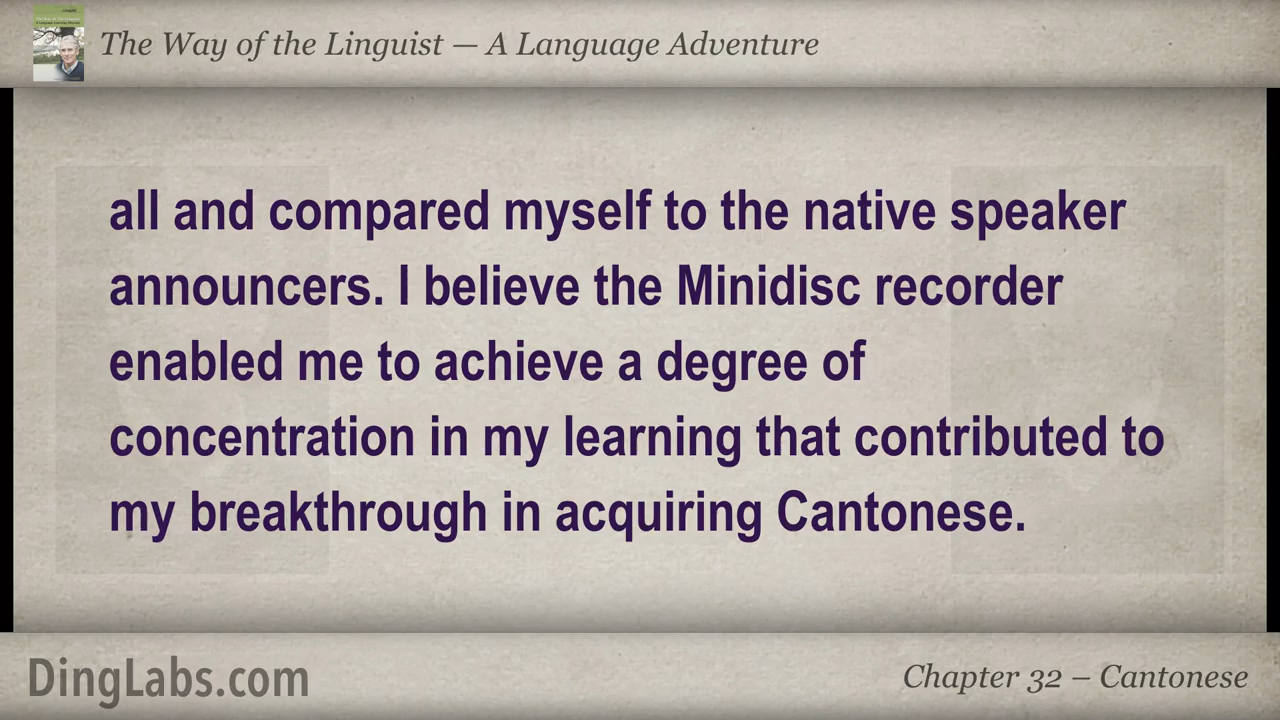 The Way of the Linguist — A Language Adventure
all and compared myself to the native speaker
announcers. I believe the Minidisc recorder
enabled me to achieve a degree of
concentration in my learning that contributed to
my breakthrough in acquiring Cantonese.
DingLabs.com
Chapter 32 – Cantonese